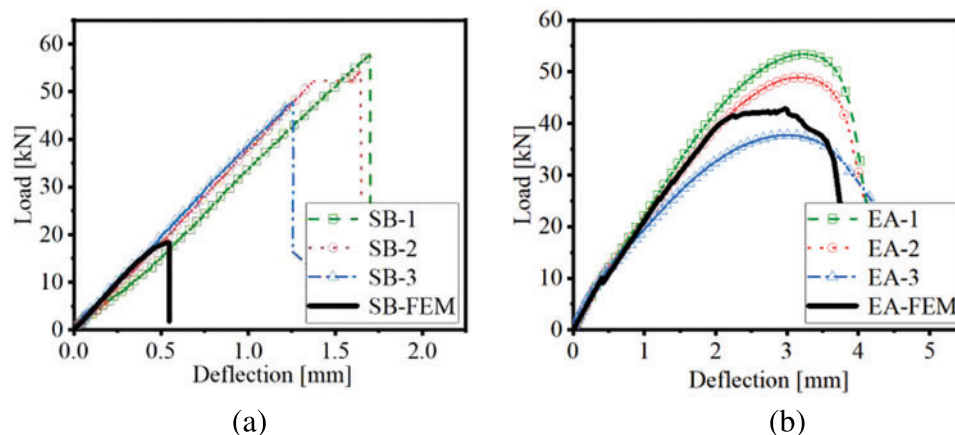 60
50
40
30
20
10
0
Load [kN]
0.0 0.5 1.0 1.5 2.0
Deflection [mm]
SB-1
SB-2
SB-3
SB-FEM
(a)
60
50
40
30
20
10
0
Load [kN]
0 1 2 3 4 5
Deflection [mm]
EA-1
EA-2
EA-3
EA-FEM
(b)